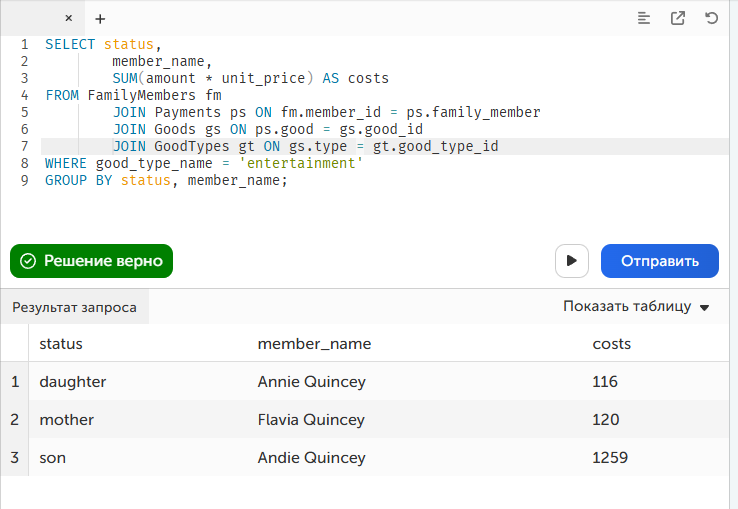 × +
1 SELECT status,
2 member_name,
3 SUM(amount * unit_price) AS costs
4 FROM FamilyMembers fm
5 JOIN Payments ps ON fm.member_id = ps.family_member
6 JOIN Goods gs ON ps.good = gs.good_id
7 JOIN GoodTypes gt ON gs.type = gt.good_type_id
8 WHERE good_type_name = 'entertainment'
9 GROUP BY status, member_name;
Решение верно
Отправить
Результат запроса
Показать таблицу
status member_name costs
1 daughter Annie Quincey 116
2 mother Flavia Quincey 120
3 son Andie Quincey 1259